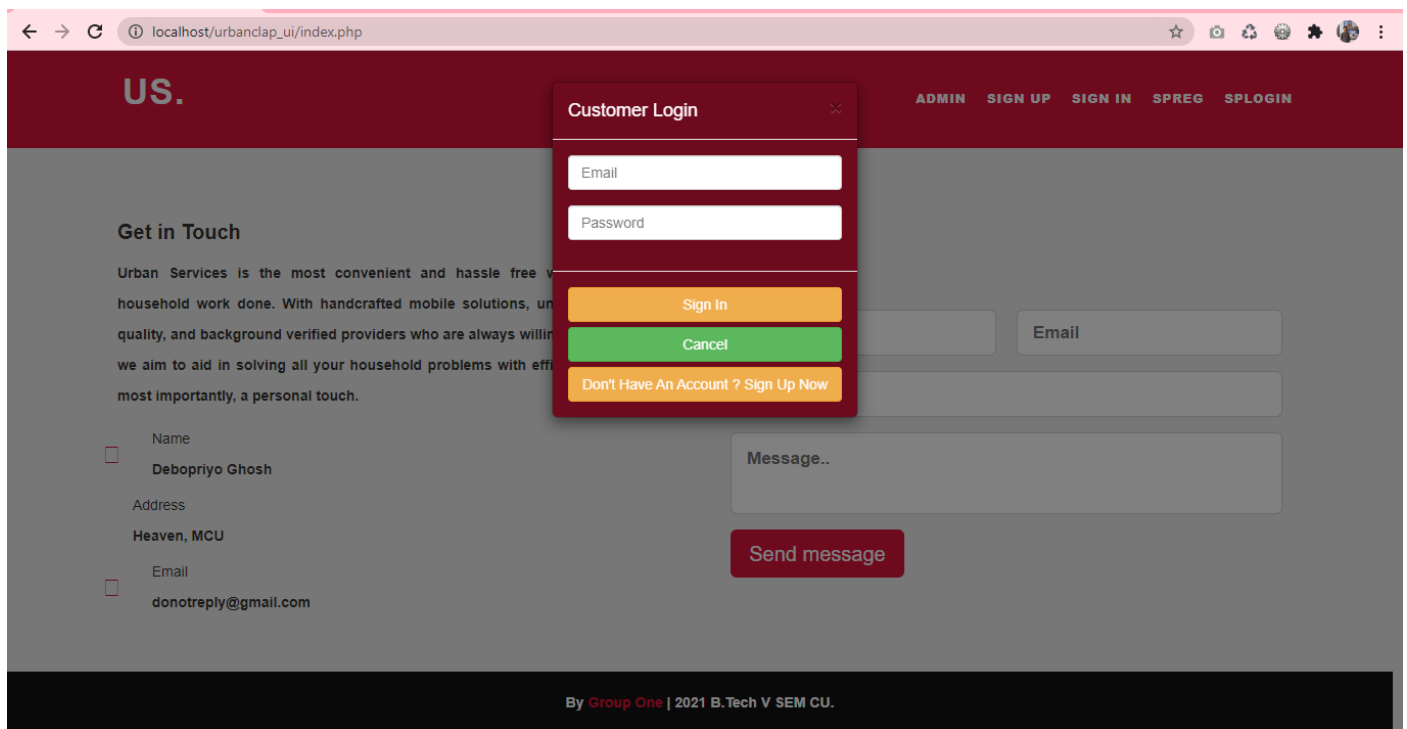 localhost/urbanclap_ui/index.php
US.
ADMIN SIGN UP SIGN IN SPREG SPLOGIN
Customer Login ×
Email
Password
Sign In
Cancel
Don't Have An Account ? Sign Up Now
Get in Touch
Urban Services is the most convenient and hassle free
household work done. With handcrafted mobile solutions,
quality, and background verified providers who are always
we aim to aid in solving all your household problems with
most importantly, a personal touch.
Name
Debopriyo Ghosh
Address
Heaven, MCU
Email
donotreply@gmail.com
Email
Message..
Send message
By Group One | 2021 B.Tech V SEM CU.